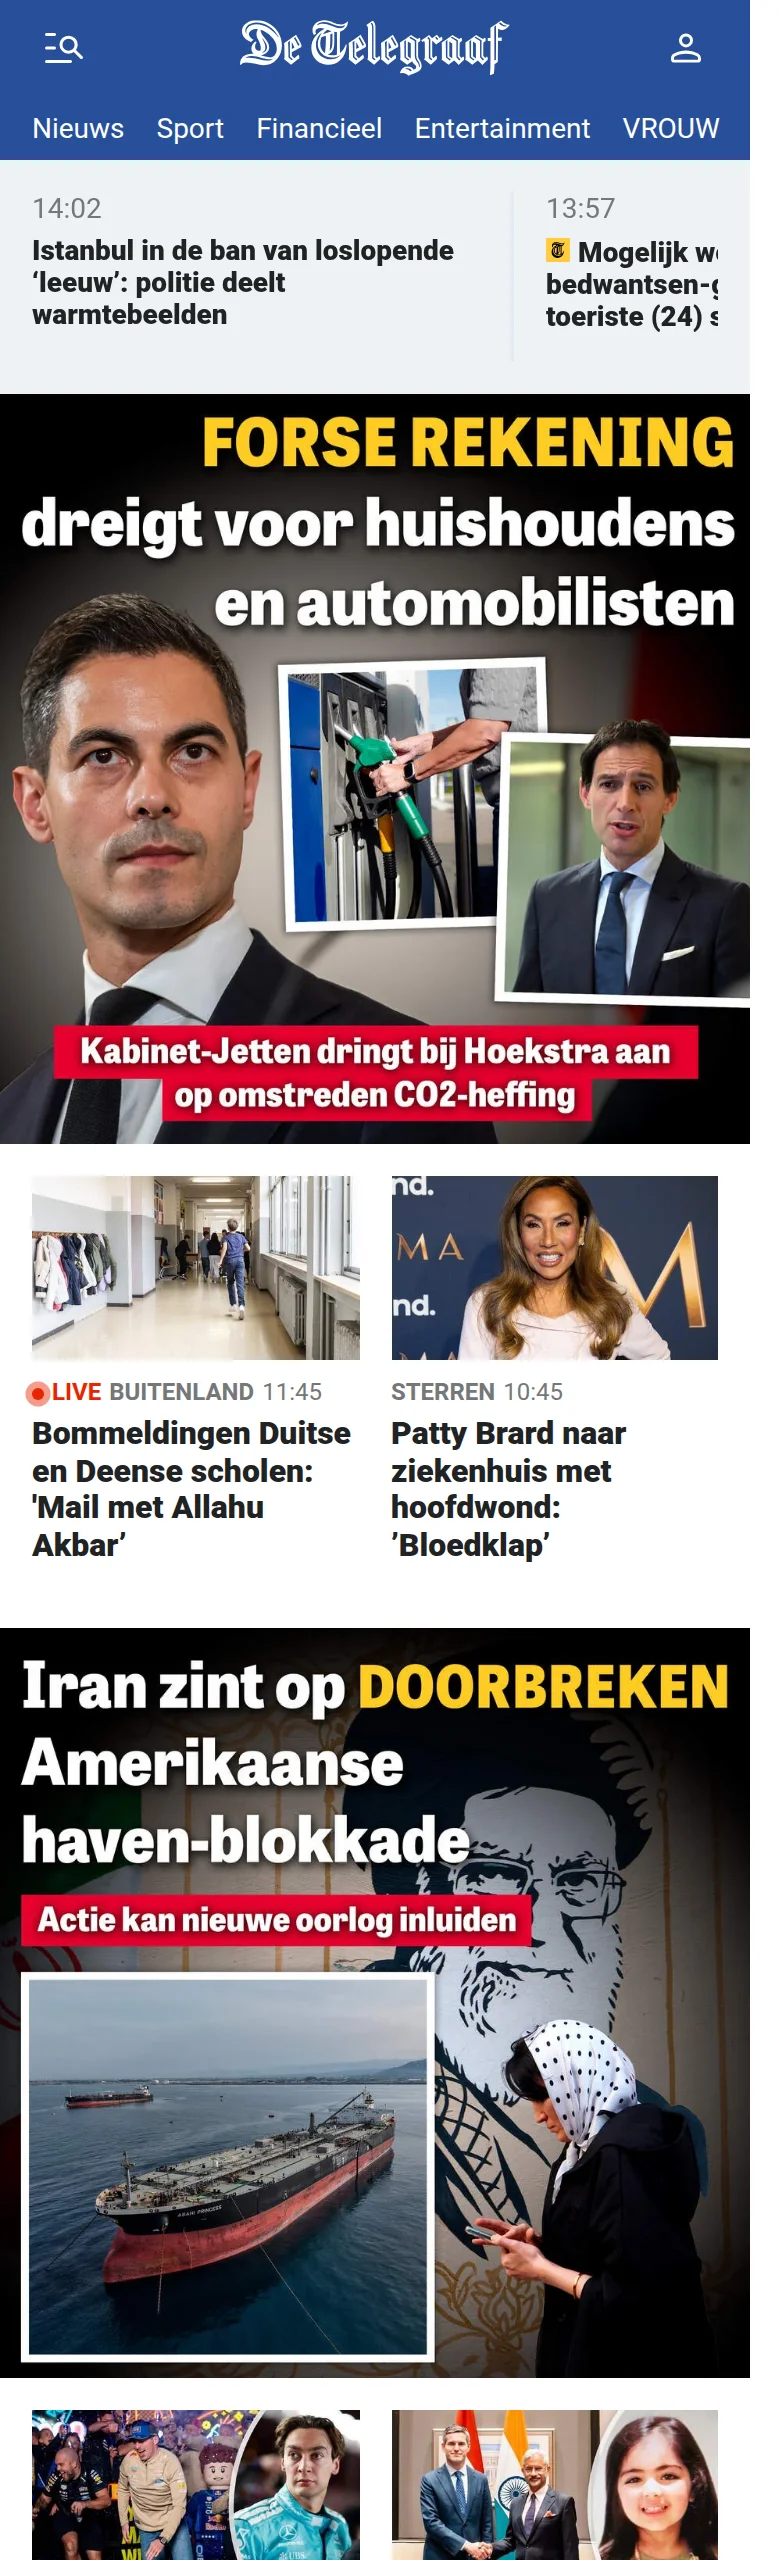 De Telegraaf
Nieuws Sport Financieel Entertainment VROUW
14:02
Istanbul in de ban van loslopende
‘leeuw’: politie deelt
warmtebeelden
13:57
Mogelijk
bedwantsen-
toeriste (24)
FORSE REKENING
dreigt voor huishoudens
en automobilisten
Kabinet-Jetten dringt bij Hoekstra aan
op omstreden CO2-heffing
nd.
MA
M
nd.
LIVE BUITENLAND 11:45
Bommeldingen Duitse
en Deense scholen:
'Mail met Allahu
Akbar’
STERREN 10:45
Patty Brard naar
ziekenhuis met
hoofdwond:
’Bloedklap’
Iran zint op DOORBREKEN
Amerikaanse
haven-blokkade
Actie kan nieuwe oorlog inluiden